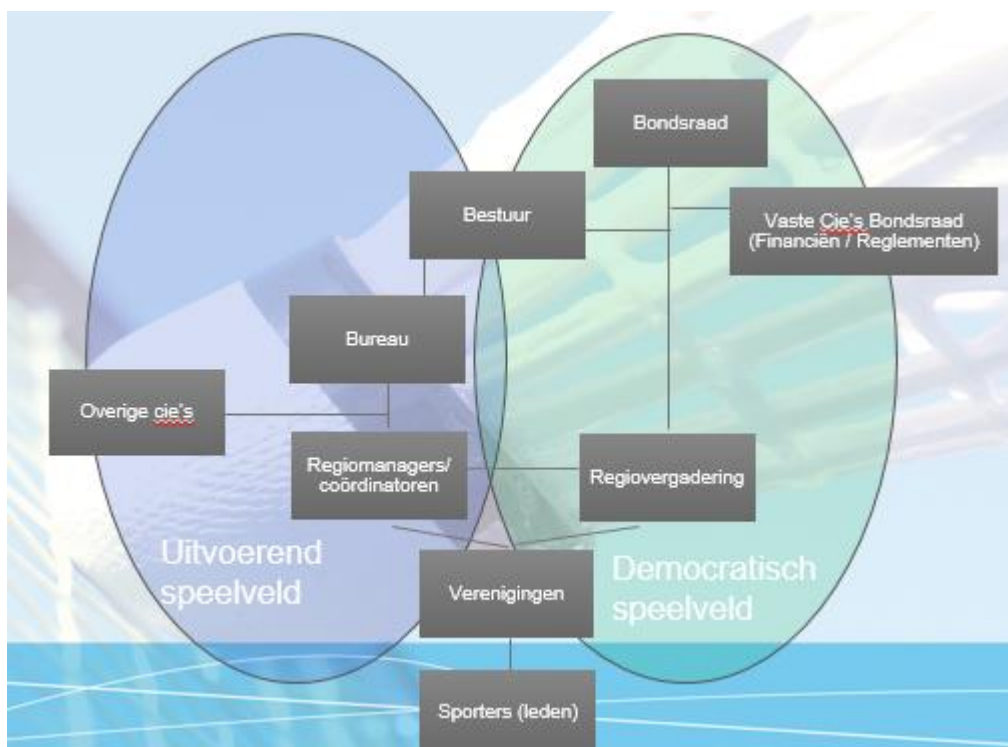 Bondsraad
Bestuur
Vaste Cie's Bondsraad
(Financiën / Reglementen)
Bureau
Overige cie's
Regiomanagers/
coördinatoren
Regiovergadering
Uitvoerend
speelveld
Democratisch
speelveld
Verenigingen
Sporters (leden)